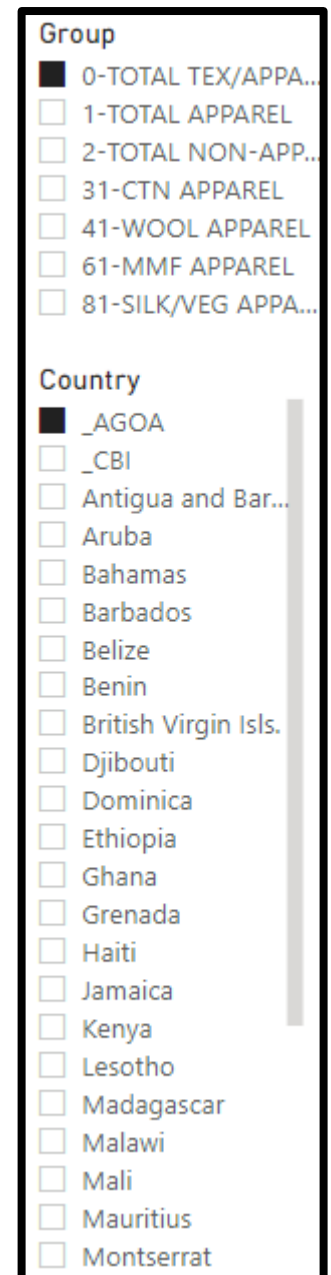 Group
0-TOTAL TEX/APPA...
1-TOTAL APPAREL
2-TOTAL NON-APP...
31-CTN APPAREL
41-WOOL APPAREL
61-MMF APPAREL
81-SILK/VEG APPA...
Country
_AGOA
_CBI
Antigua and Bar...
Aruba
Bahamas
Barbados
Belize
Benin
British Virgin Isls.
Djibouti
Dominica
Ethiopia
Ghana
Grenada
Haiti
Jamaica
Kenya
Lesotho
Madagascar
Malawi
Mali
Mauritius
Montserrat